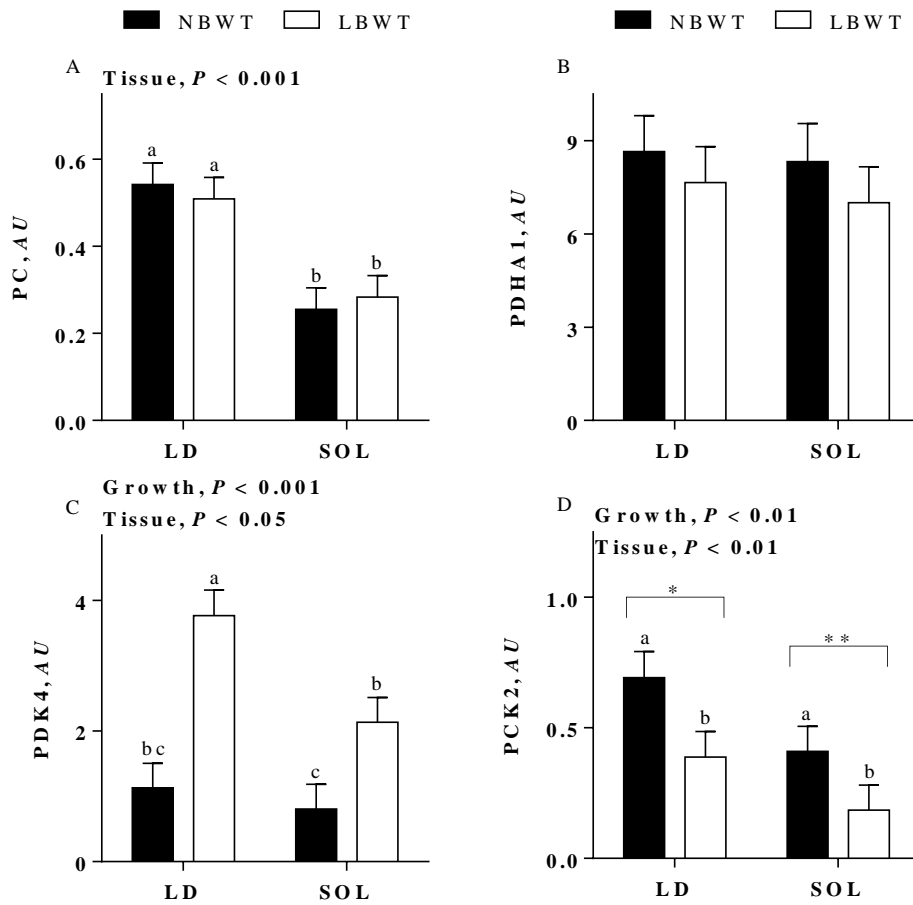 NBWT LBWT
NBWT LBWT
A
Tissue, P < 0.001
PC, AU
0.6
0.4
0.2
0.0
a a
b b
LD SOL
B
PDHA1, AU
9
6
3
0
LD SOL
C
Growth, P < 0.001
Tissue, P < 0.05
PDK4, AU
4
2
0
bc a
c b
LD SOL
D
Growth, P < 0.01
Tissue, P < 0.01
PCK2, AU
1.0
0.5
0.0
*
**
a b
a b
LD SOL